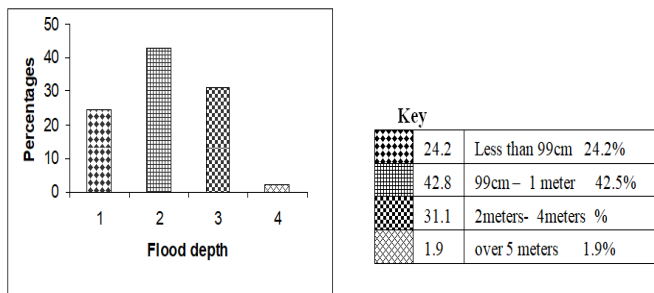 50
40
30
20
10
0
Percentages
1 2 3 4
Flood depth
Key
24.2 Less than 99cm 24.2%
42.8 99cm – 1 meter 42.5%
31.1 2meters- 4meters %
1.9 over 5 meters 1.9%